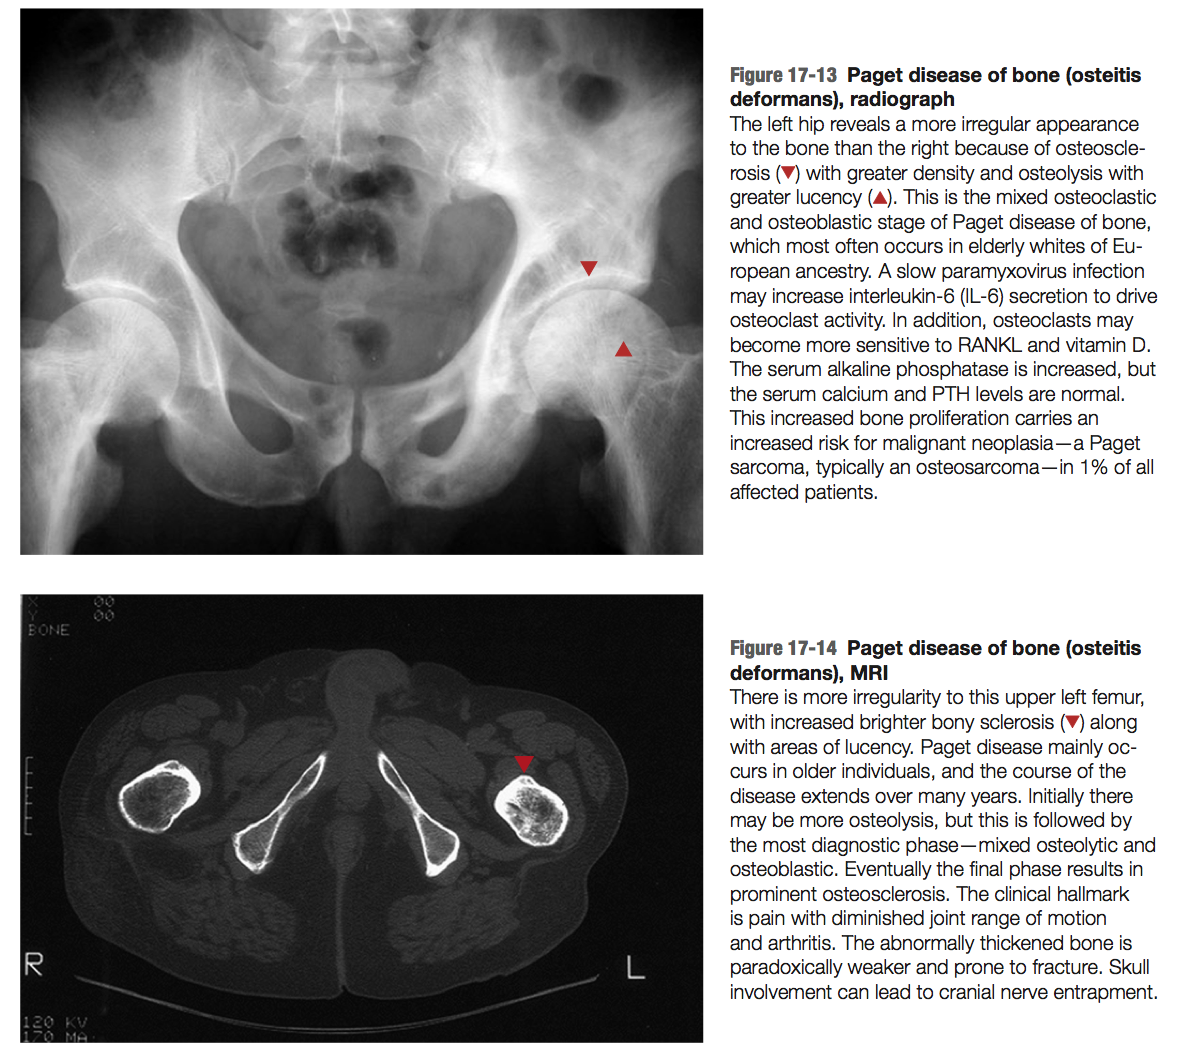 Figure 17-13 Paget disease of bone (osteitis
deformans), radiograph
The left hip reveals a more irregular appearance
to the bone than the right because of osteoscle-
rosis (▼) with greater density and osteolysis with
greater lucency (▲). This is the mixed osteoclastic
and osteoblastic stage of Paget disease of bone,
which most often occurs in elderly whites of Eu-
ropean ancestry. A slow paramyxovirus infection
may increase interleukin-6 (IL-6) secretion to drive
osteoclast activity. In addition, osteoclasts may
become more sensitive to RANKL and vitamin D.
The serum alkaline phosphatase is increased, but
the serum calcium and PTH levels are normal.
This increased bone proliferation carries an
increased risk for malignant neoplasia—a Paget
sarcoma, typically an osteosarcoma—in 1% of all
affected patients.
X 00
Y 00
BONE
R
L
120 KV
170 MA
Figure 17-14 Paget disease of bone (osteitis
deformans), MRI
There is more irregularity to this upper left femur,
with increased brighter bony sclerosis (▼) along
with areas of lucency. Paget disease mainly oc-
curs in older individuals, and the course of the
disease extends over many years. Initially there
may be more osteolysis, but this is followed by
the most diagnostic phase—mixed osteolytic and
osteoblastic. Eventually the final phase results in
prominent osteosclerosis. The clinical hallmark
is pain with diminished joint range of motion
and arthritis. The abnormally thickened bone is
paradoxically weaker and prone to fracture. Skull
involvement can lead to cranial nerve entrapment.